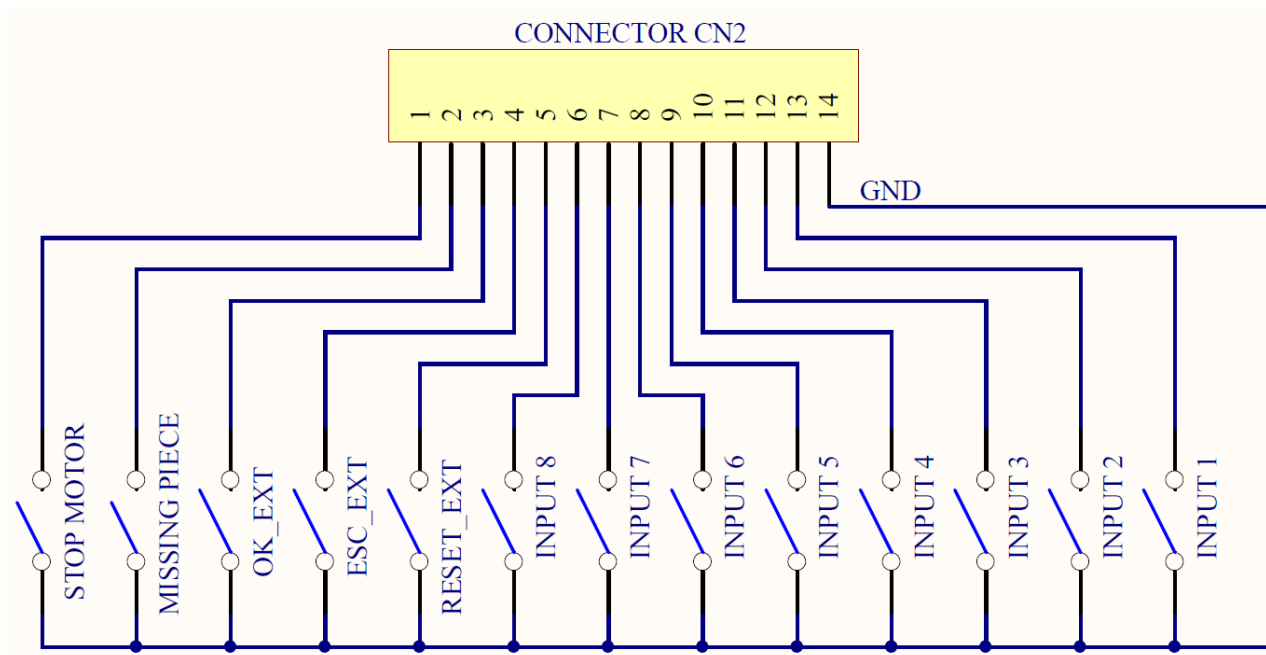 CONNECTOR CN2
1 2 3 4 5 6 7 8 9 10 11 12 13 14
GND
STOP MOTOR
MISSING PIECE
OK_EXT
ESC_EXT
RESET_EXT
INPUT 8
INPUT 7
INPUT 6
INPUT 5
INPUT 4
INPUT 3
INPUT 2
INPUT 1